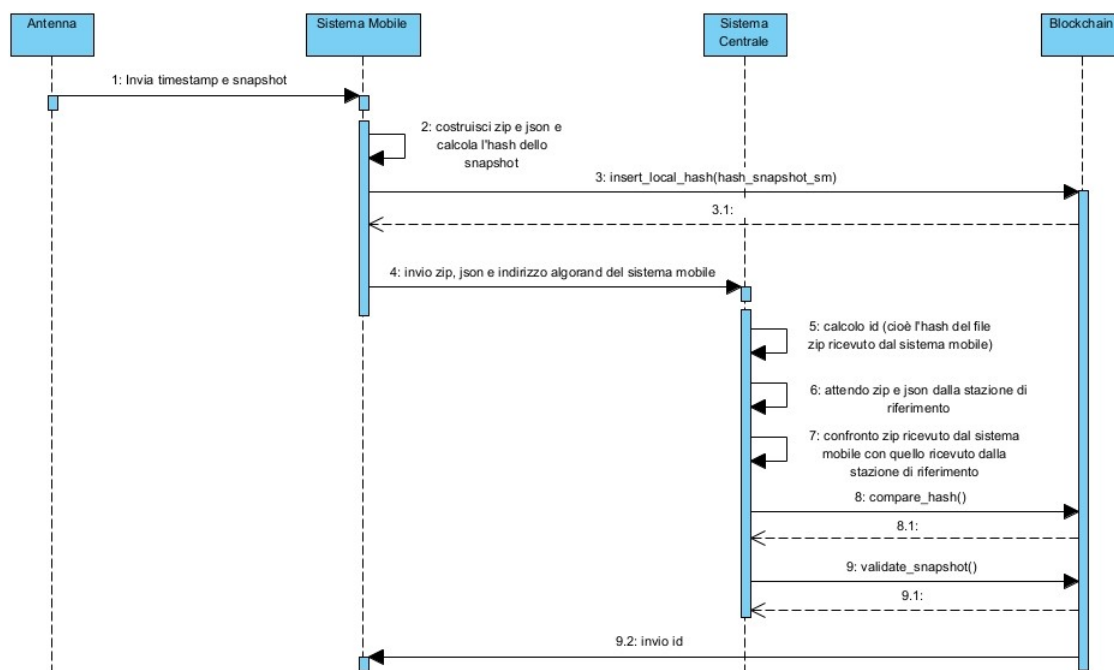 Antenna
Sistema Mobile
Sistema
Centrale
Blockchain
1: Invia timestamp e snapshot
2: costruisci zip e json e
calcola l'hash dello
snapshot
3: insert_local_hash(hash_snapshot_sm)
3.1:
4: invio zip, json e indirizzo algorand del sistema mobile
5: calcolo id (cioè l'hash del file
zip ricevuto dal sistema mobile)
6: attendo zip e json dalla stazione di
riferimento
7: confronto zip ricevuto dal sistema
mobile con quello ricevuto dalla
stazione di riferimento
8: compare_hash()
8.1:
9: validate_snapshot()
9.1:
9.2: invio id